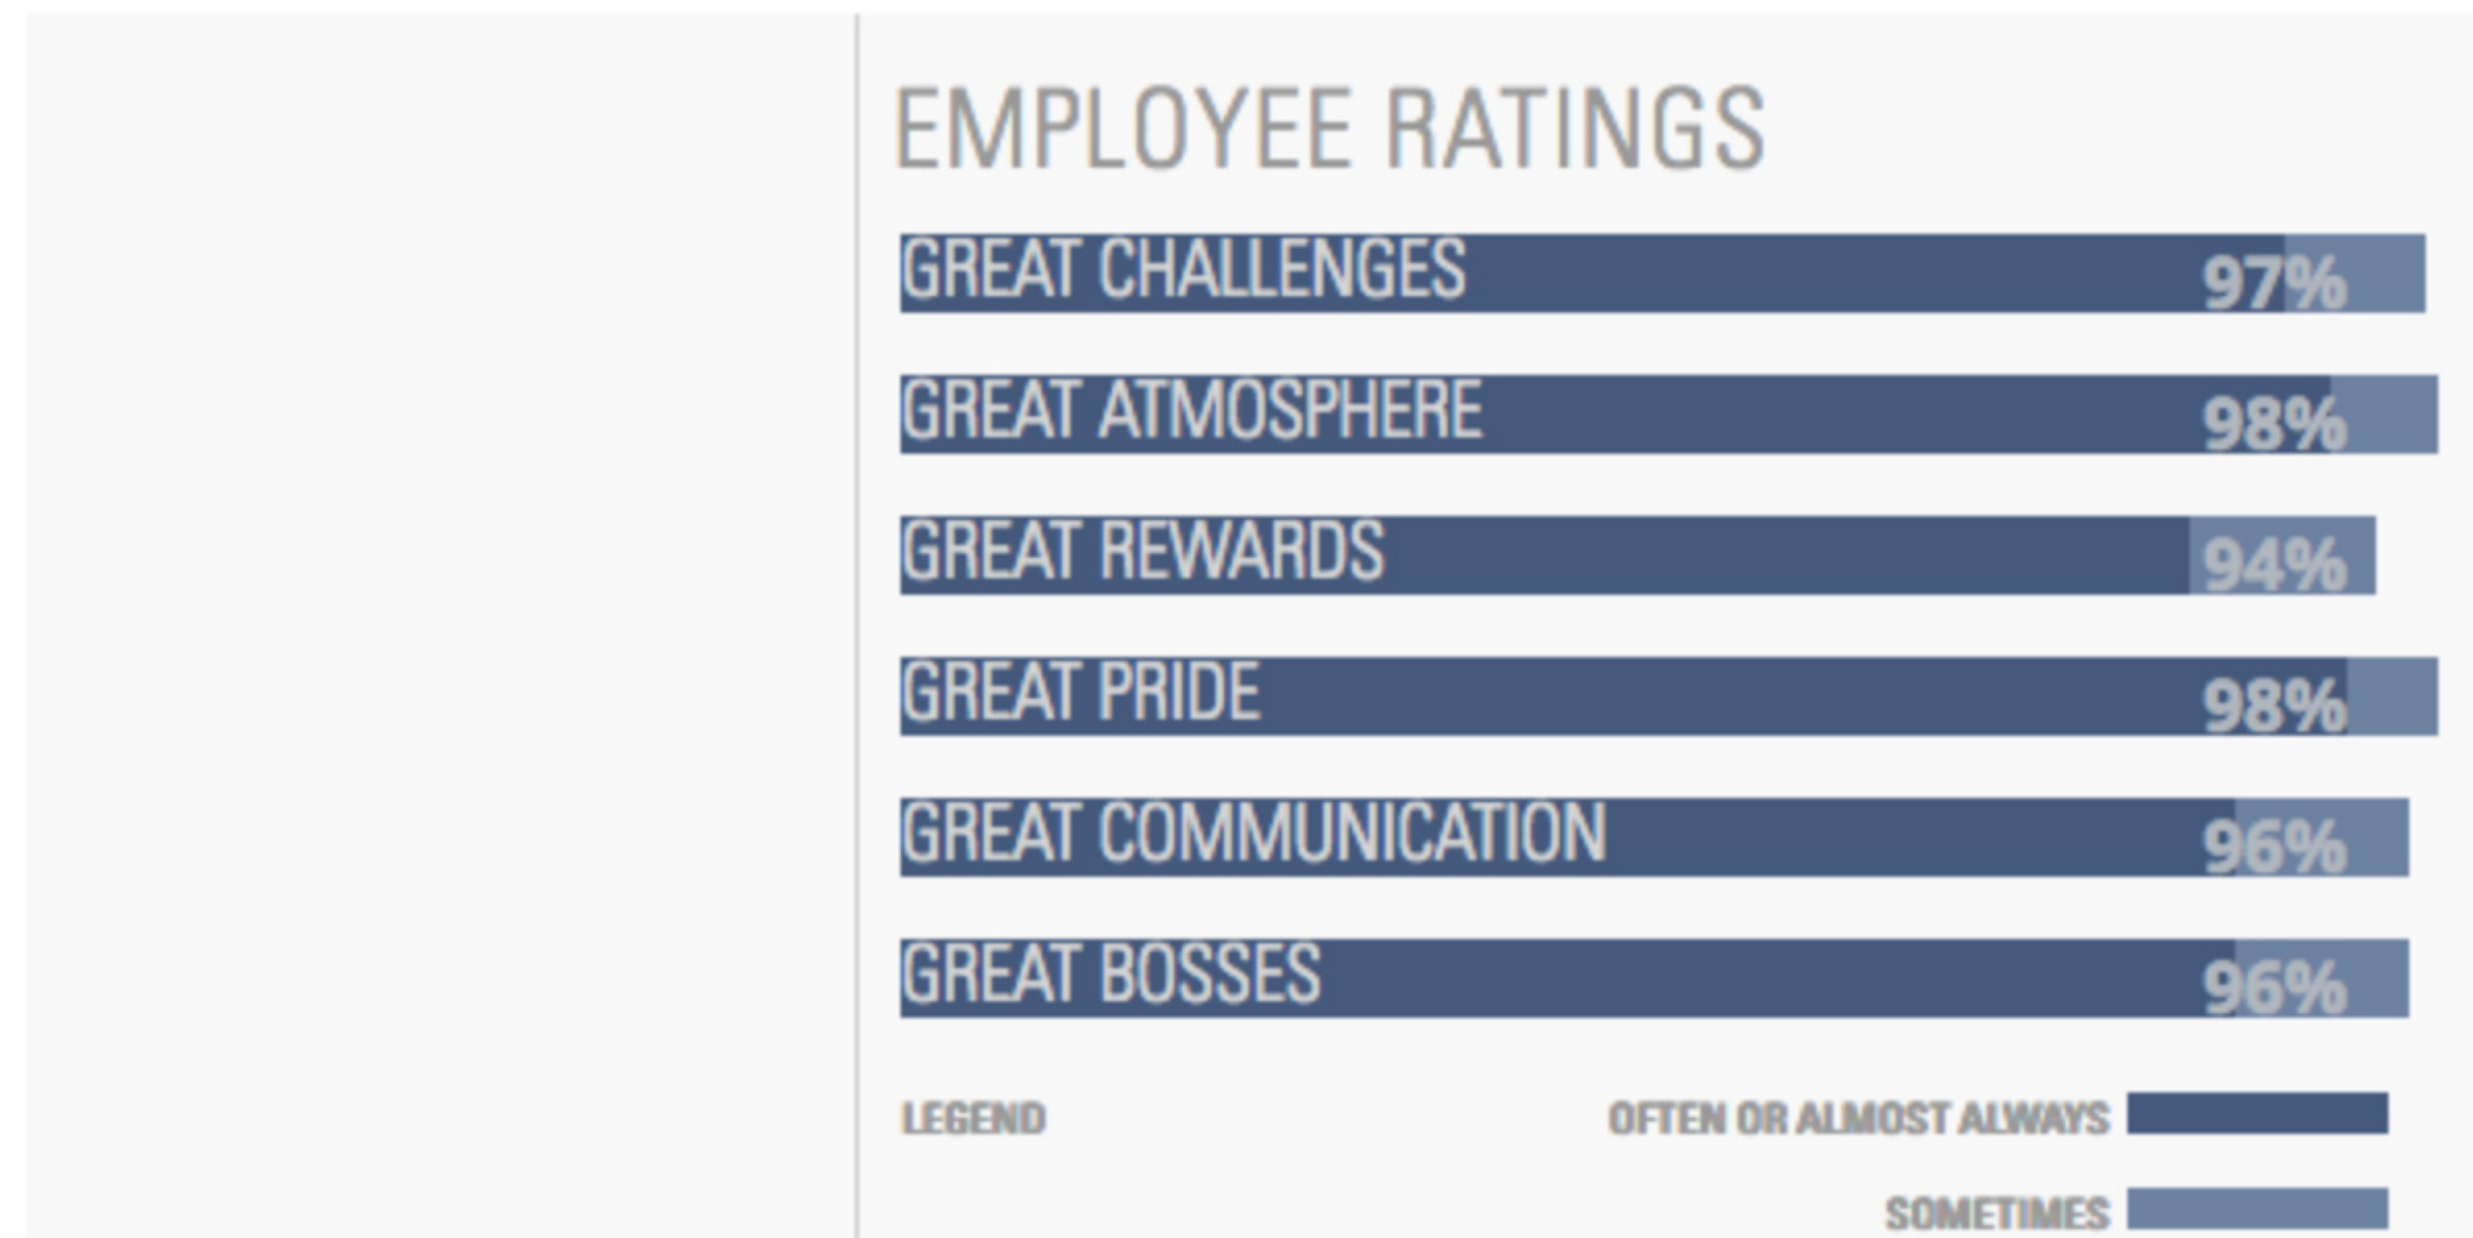 EMPLOYEE RATINGS
GREAT CHALLENGES 97%
GREAT ATMOSPHERE 98%
GREAT REWARDS 94%
GREAT PRIDE 98%
GREAT COMMUNICATION 96%
GREAT BOSSES 96%
LEGEND OFTEN OR ALMOST ALWAYS
SOMETIMES